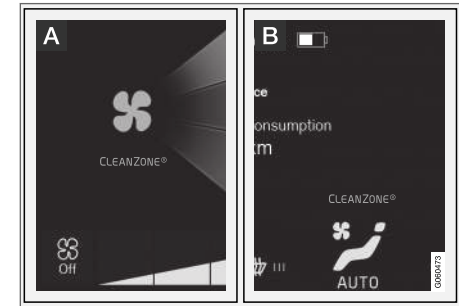 A
CLEANZONE®
Off
B
ce
onsumption
km
CLEANZONE®
AUTO
G060473